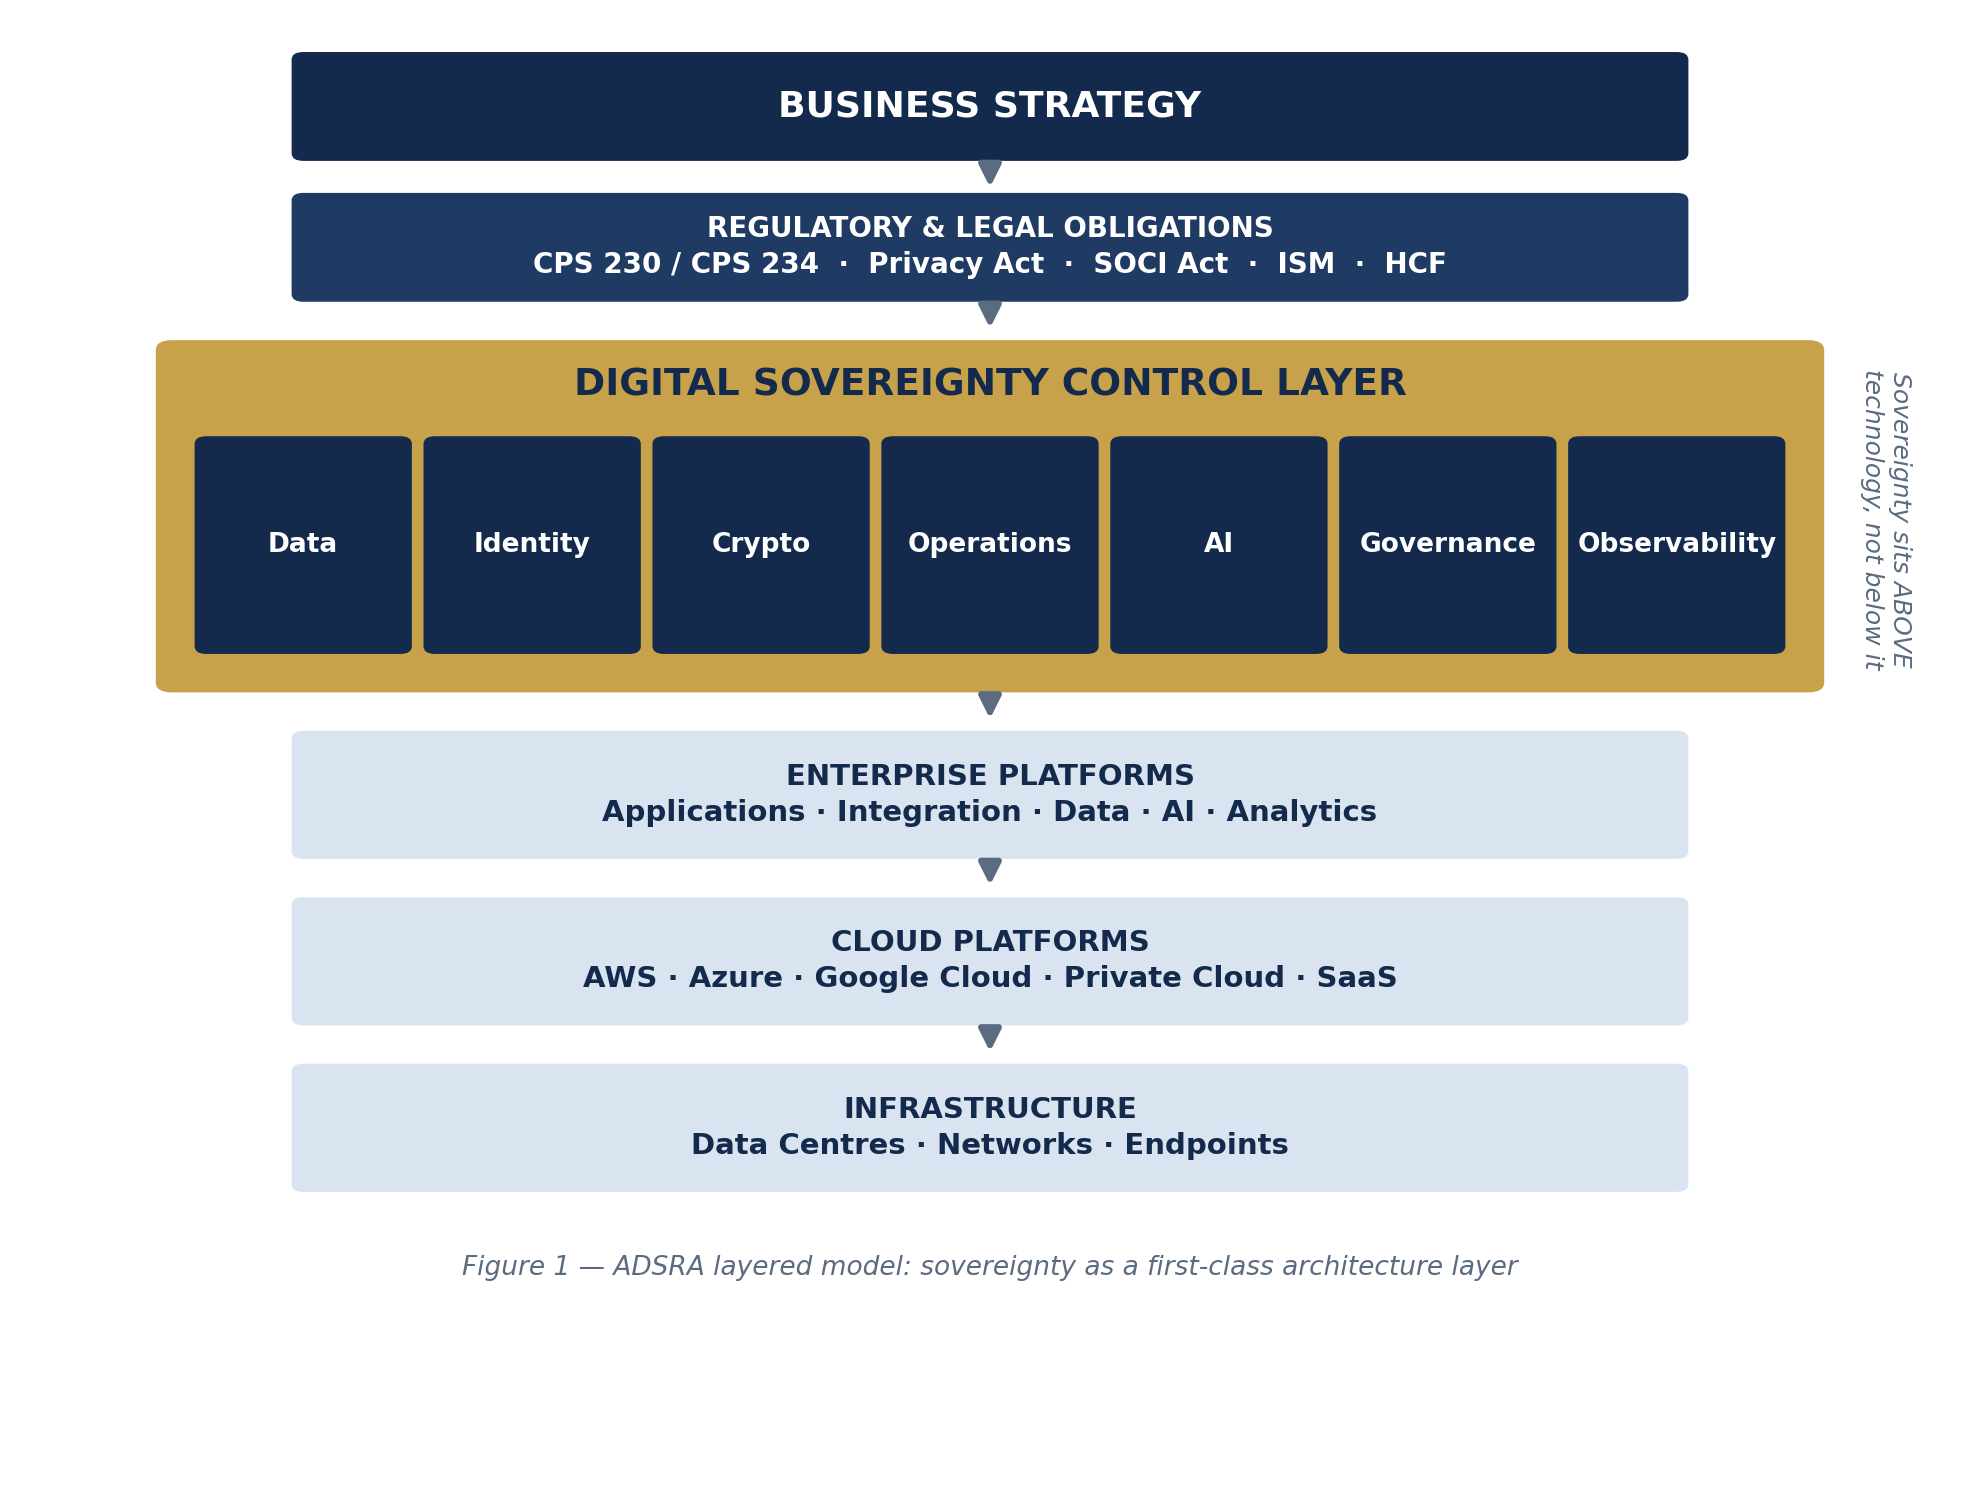 BUSINESS STRATEGY
REGULATORY & LEGAL OBLIGATIONS
CPS 230 / CPS 234 · Privacy Act · SOCI Act · ISM · HCF
DIGITAL SOVEREIGNTY CONTROL LAYER
Data
Identity
Crypto
Operations
AI
Governance
Observability
Sovereignty sits ABOVE
technology, not below it
ENTERPRISE PLATFORMS
Applications · Integration · Data · AI · Analytics
CLOUD PLATFORMS
AWS · Azure · Google Cloud · Private Cloud · SaaS
INFRASTRUCTURE
Data Centres · Networks · Endpoints
Figure 1 — ADSRA layered model: sovereignty as a first-class architecture layer